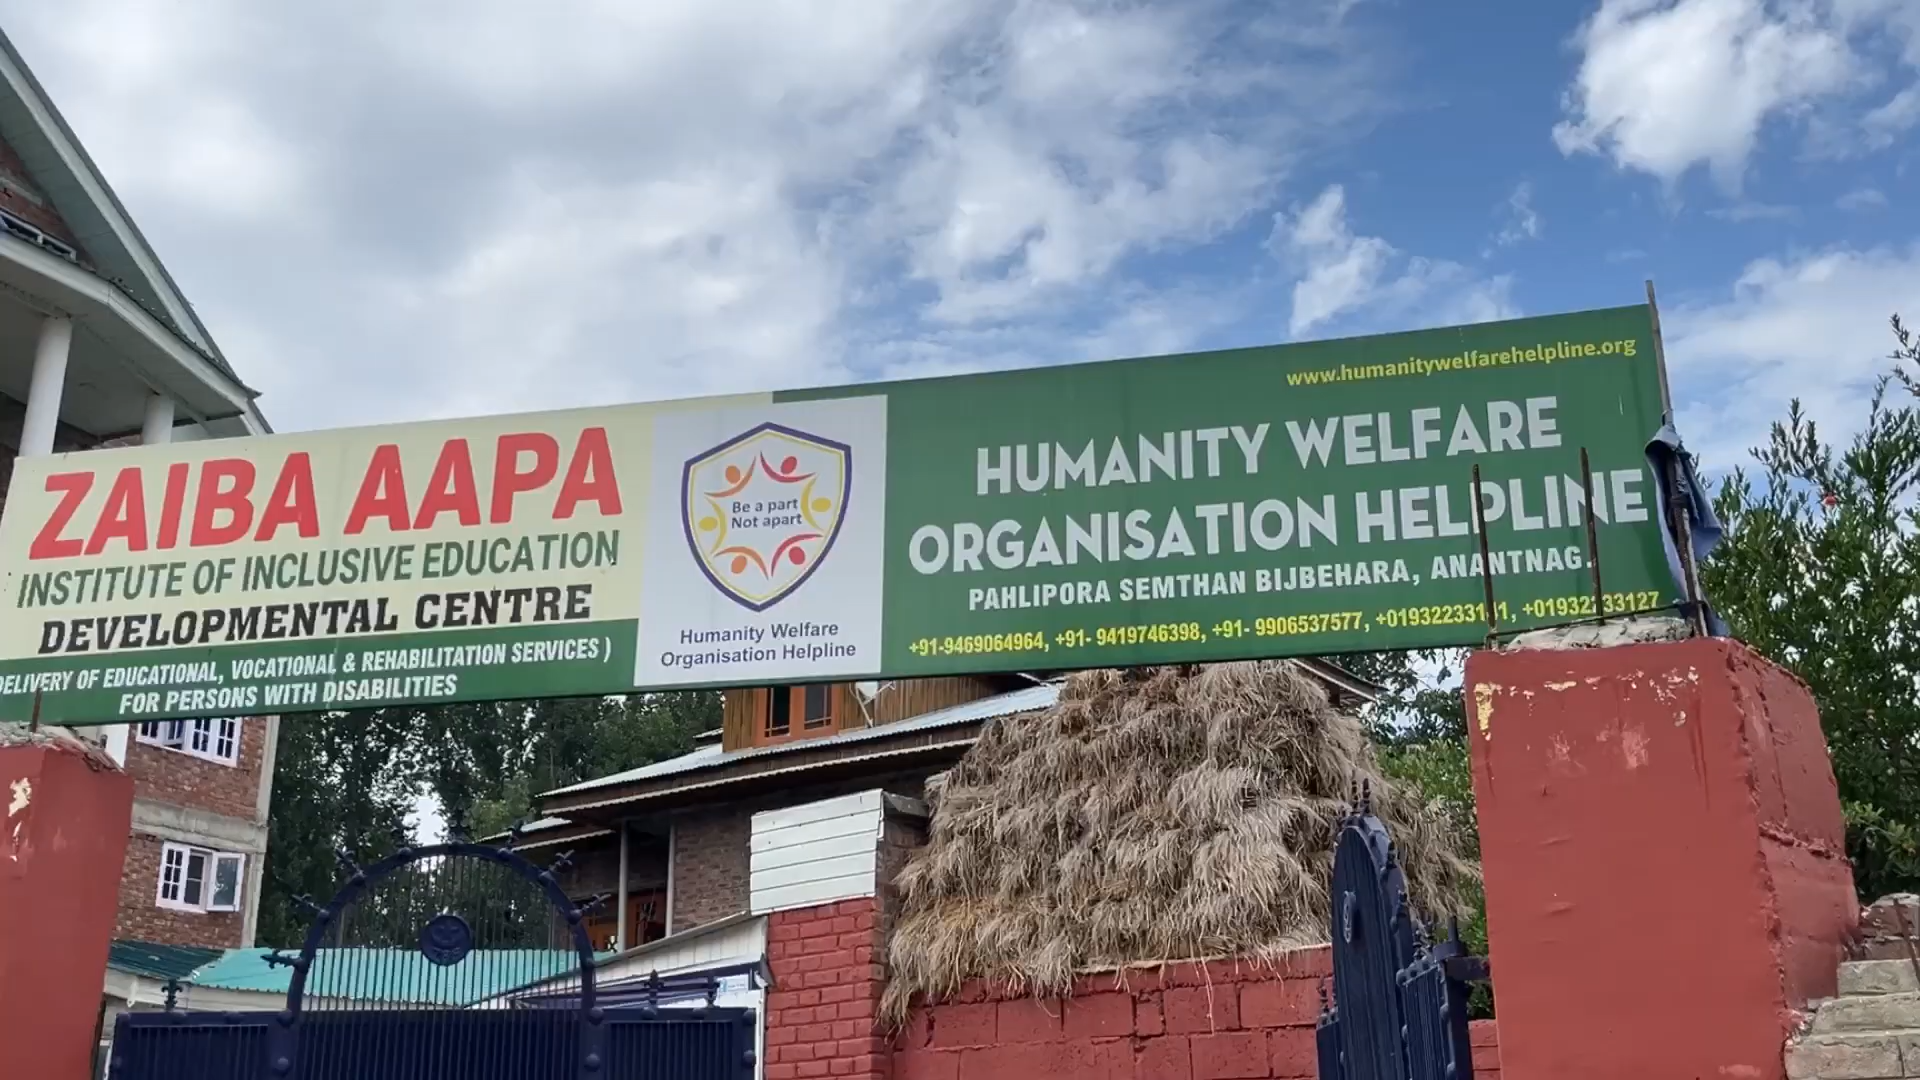 ZAIBA AAPA
INSTITUTE OF INCLUSIVE EDUCATION
DEVELOPMENTAL CENTRE
DELIVERY OF EDUCATIONAL, VOCATIONAL & REHABILITATION SERVICES )
FOR PERSONS WITH DISABILITIES
Be a part
Not apart
Humanity Welfare
Organisation Helpline
www.humanitywelfarehelpline.org
HUMANITY WELFARE
ORGANISATION HELPLINE
PAHLIPORA SEMTHAN BIJBEHARA, ANANTNAG.
+91-9469064964, +91- 9419746398, +91- 9906537577, +01932233127